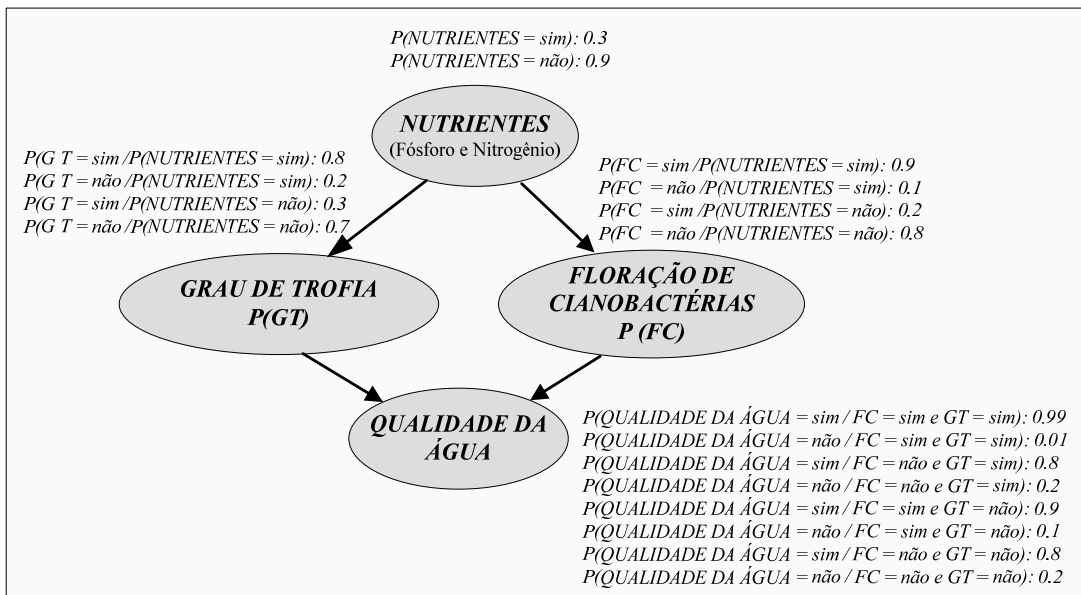 P(NUTRIENTES = sim): 0.3
P(NUTRIENTES = não): 0.9
NUTRIENTES
(Fósforo e Nitrogênio)
P(G T = sim /P(NUTRIENTES = sim): 0.8
P(G T = não /P(NUTRIENTES = sim): 0.2
P(G T = sim /P(NUTRIENTES = não): 0.3
P(G T = não /P(NUTRIENTES = não): 0.7
P(FC = sim /P(NUTRIENTES = sim): 0.9
P(FC = não /P(NUTRIENTES = sim): 0.1
P(FC = sim /P(NUTRIENTES = não): 0.2
P(FC = não /P(NUTRIENTES = não): 0.8
GRAU DE TROFIA
P(GT)
FLORAÇÃO DE
CIANOBACTÉRIAS
P (FC)
QUALIDADE DA
ÁGUA
P(QUALIDADE DA ÁGUA = sim / FC = sim e GT = sim): 0.99
P(QUALIDADE DA ÁGUA = não / FC = sim e GT = sim): 0.01
P(QUALIDADE DA ÁGUA = sim / FC = não e GT = sim): 0.8
P(QUALIDADE DA ÁGUA = não / FC = não e GT = sim): 0.2
P(QUALIDADE DA ÁGUA = sim / FC = sim e GT = não): 0.9
P(QUALIDADE DA ÁGUA = não / FC = sim e GT = não): 0.1
P(QUALIDADE DA ÁGUA = sim / FC = não e GT = não): 0.8
P(QUALIDADE DA ÁGUA = não / FC = não e GT = não): 0.2